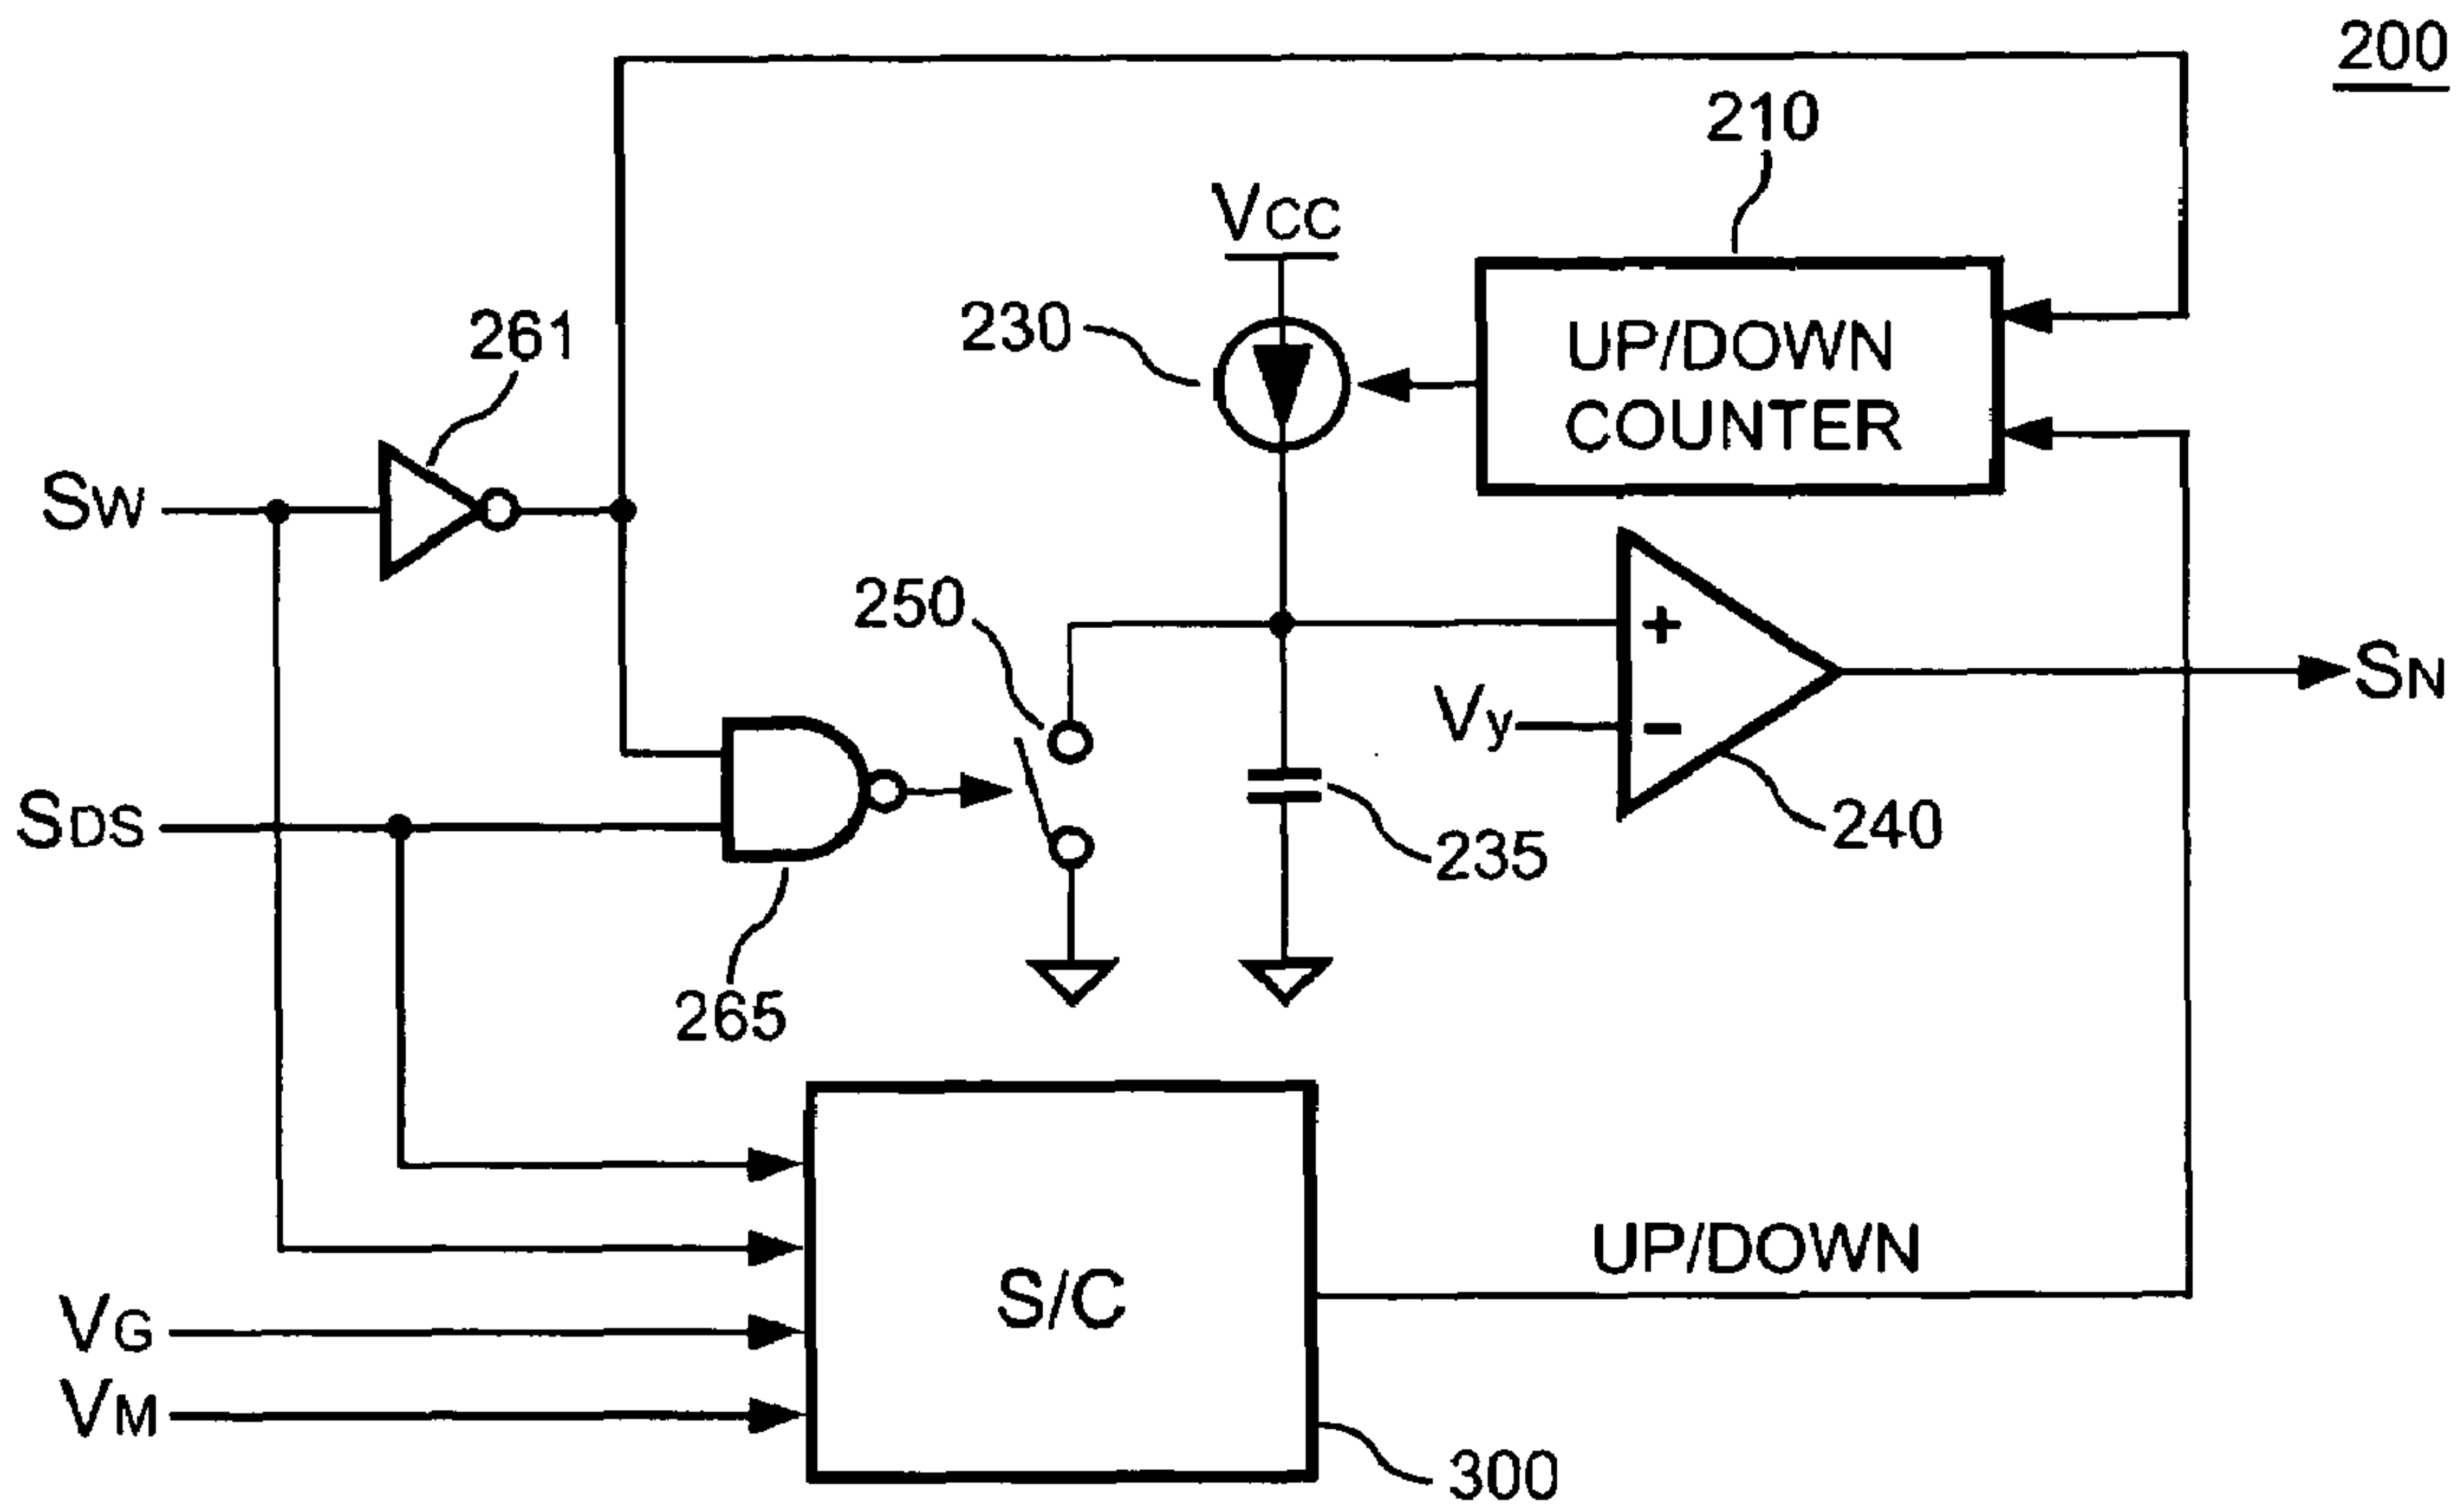 200
210
VCC
230
UP/DOWN
COUNTER
261
SW
250
+
Vy
-
SN
SDS
240
235
265
S/C
UP/DOWN
VG
VM
300